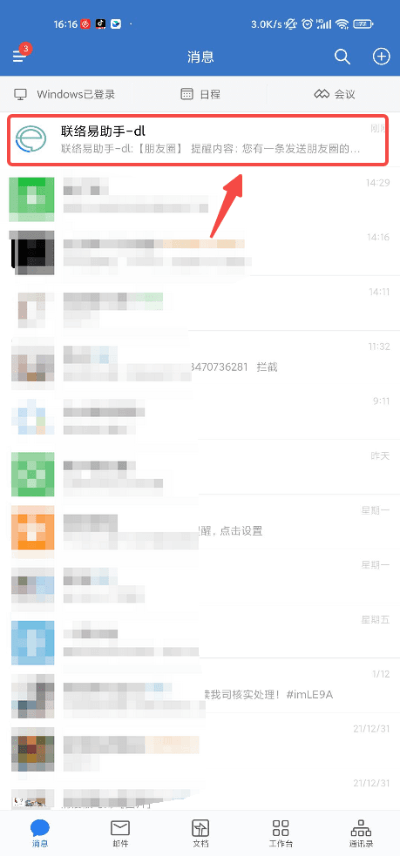 16:16
3.0K/s
3
消息
Windows已登录
日程
会议
联络易助手-dl
刚刚
联络易助手-dl:【朋友圈】 提醒内容: 您有一条发送朋友圈的...
14:29
14:16
14:11
11:32
8470736281 拦截
9:11
昨天
星期一
醒, 点击设置
星期一
星期五
1/12
我司核实处理！#imLE9A
21/12/31
21/12/31
消息
邮件
文档
工作台
通讯录